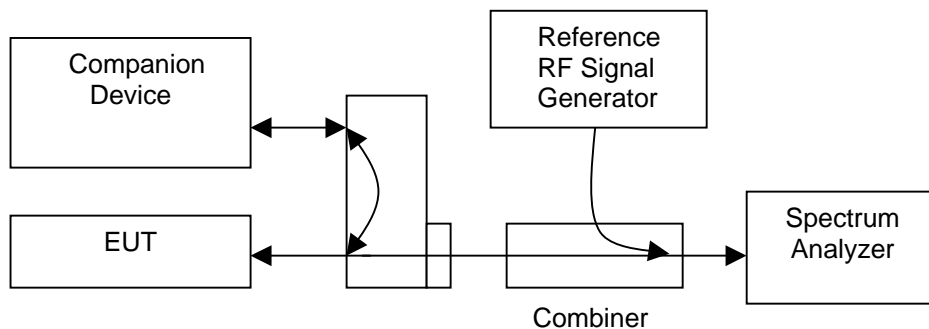 Companion
Device
Reference
RF Signal
Generator
EUT
Spectrum
Analyzer
Combiner